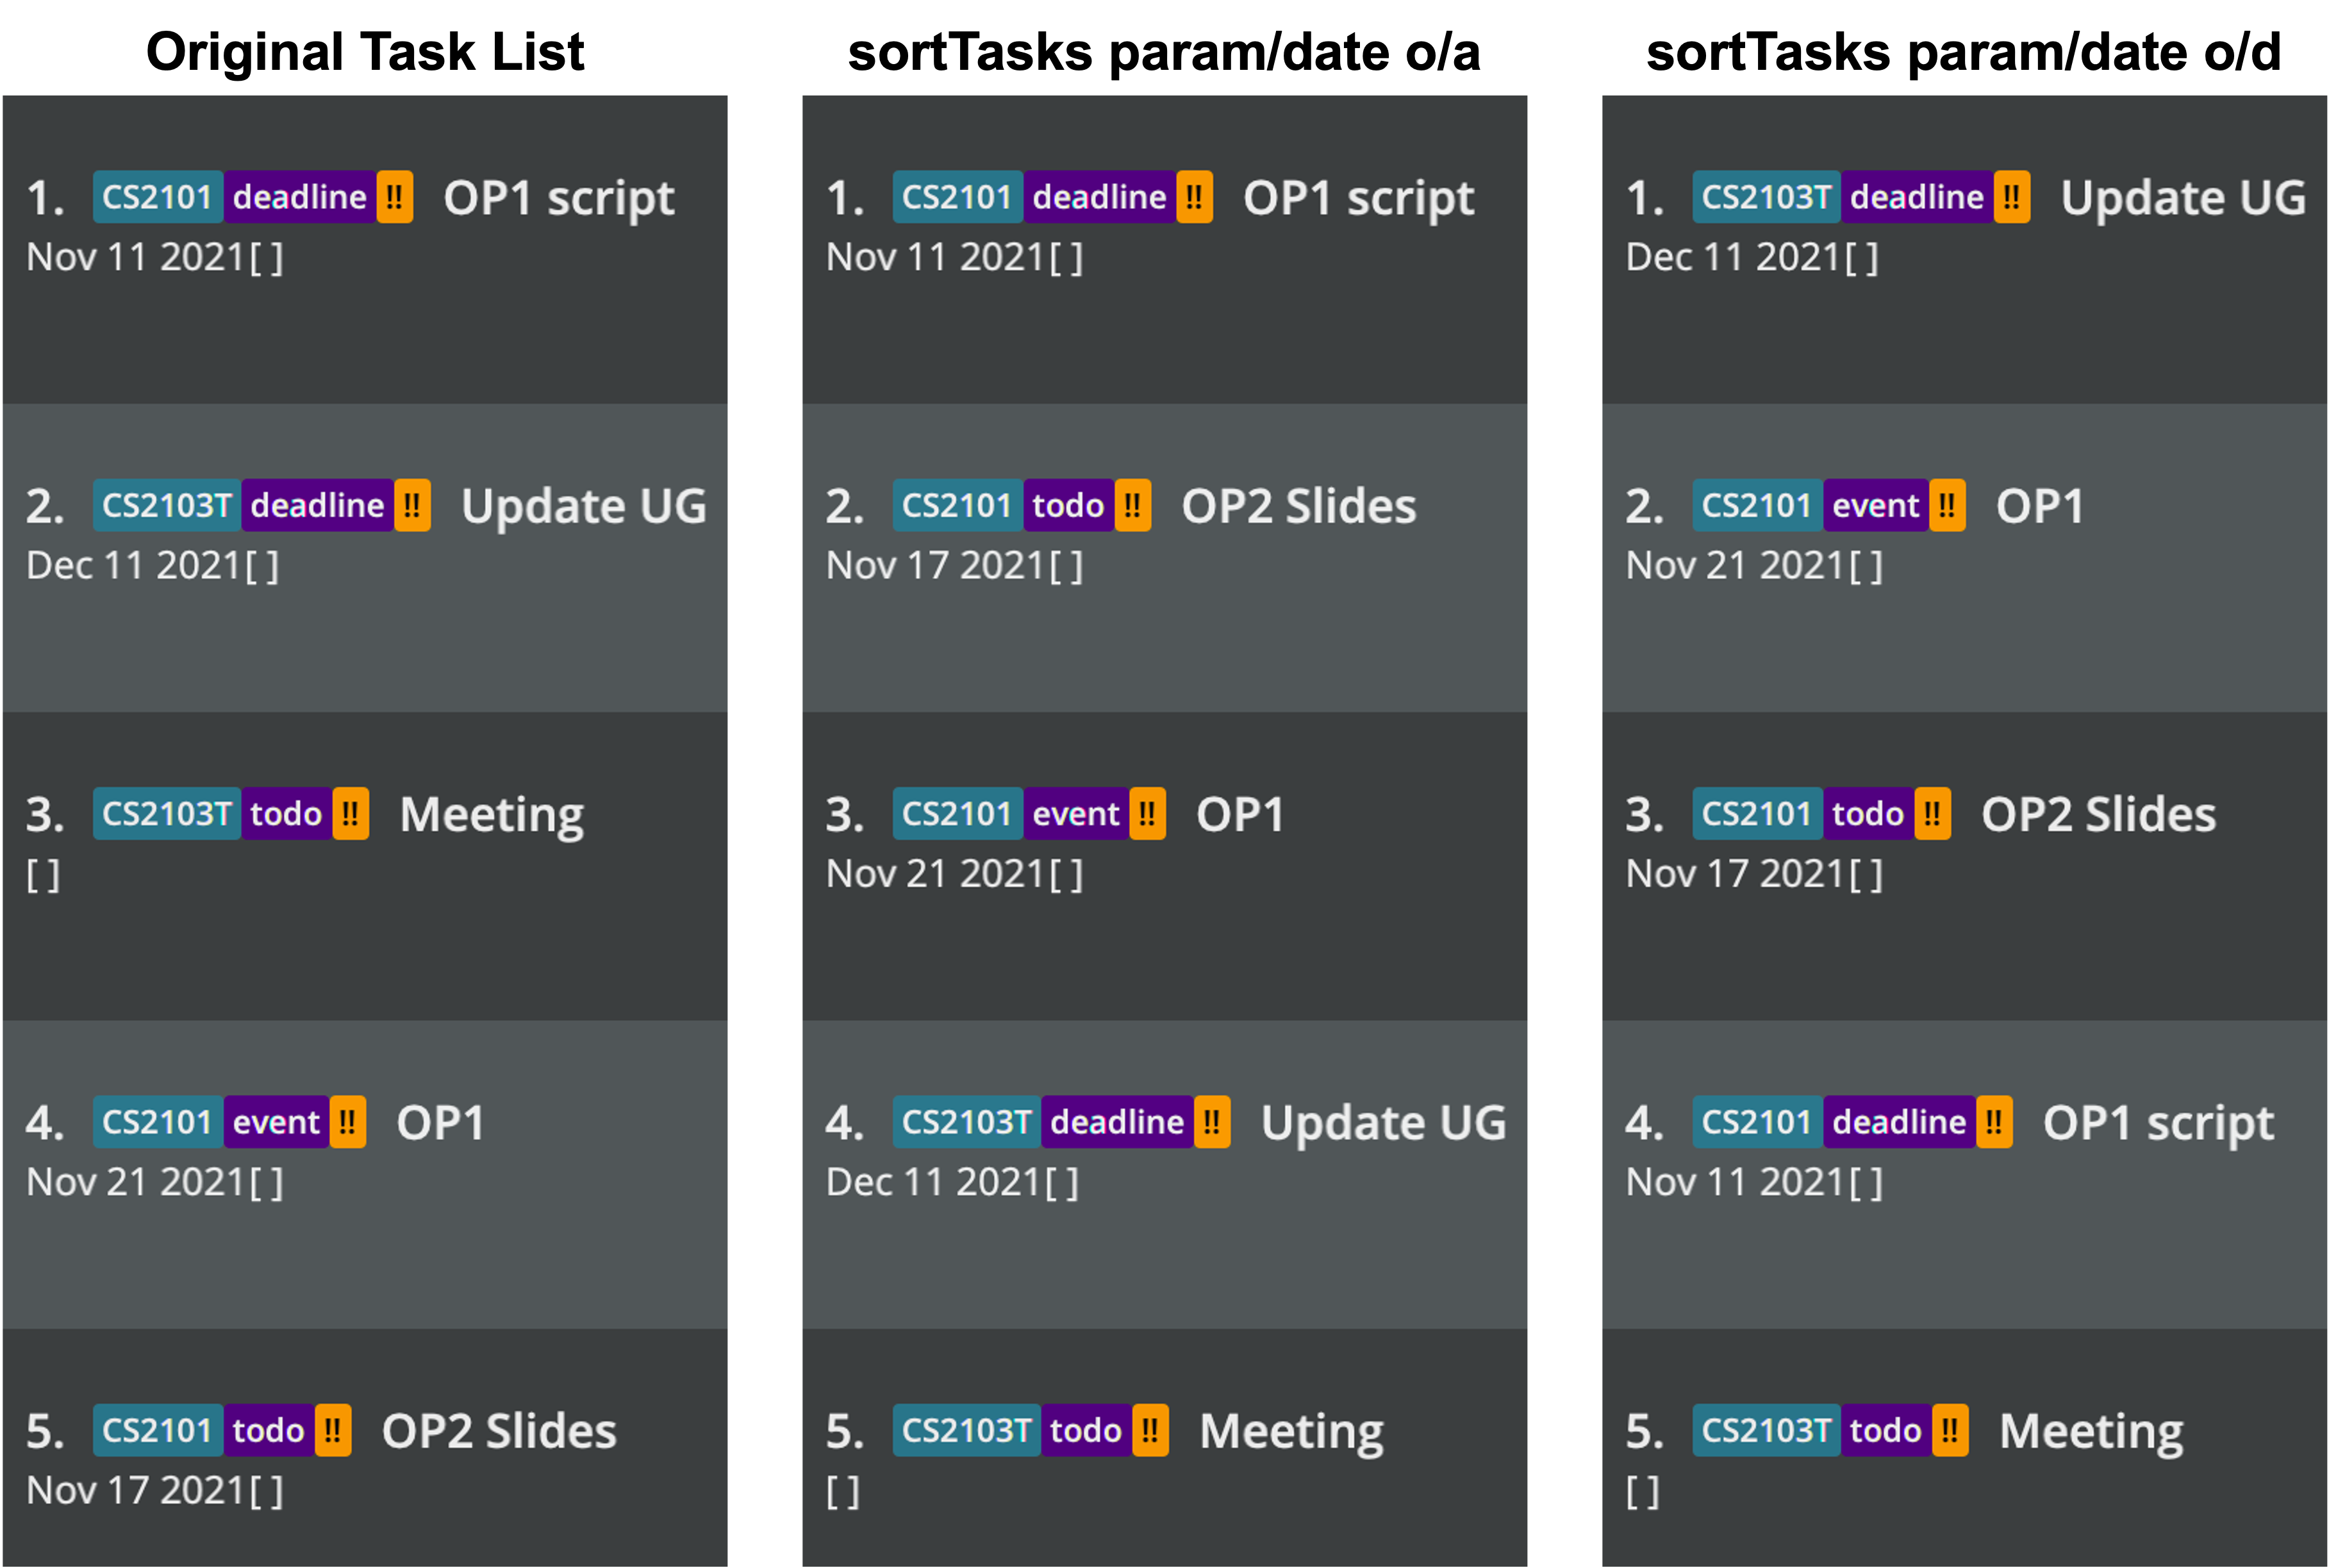 Original Task List
1. CS2101 deadline !! OP1 script
Nov 11 2021[ ]
2. CS2103T deadline !! Update UG
Dec 11 2021[ ]
3. CS2103T todo !! Meeting
[ ]
4. CS2101 event !! OP1
Nov 21 2021[ ]
5. CS2101 todo !! OP2 Slides
Nov 17 2021[ ]
sortTasks param/date o/a
1. CS2101 deadline !! OP1 script
Nov 11 2021[ ]
2. CS2101 todo !! OP2 Slides
Nov 17 2021[ ]
3. CS2101 event !! OP1
Nov 21 2021[ ]
4. CS2103T deadline !! Update UG
Dec 11 2021[ ]
5. CS2103T todo !! Meeting
[ ]
sortTasks param/date o/d
1. CS2103T deadline !! Update UG
Dec 11 2021[ ]
2. CS2101 event !! OP1
Nov 21 2021[ ]
3. CS2101 todo !! OP2 Slides
Nov 17 2021[ ]
4. CS2101 deadline !! OP1 script
Nov 11 2021[ ]
5. CS2103T todo !! Meeting
[ ]